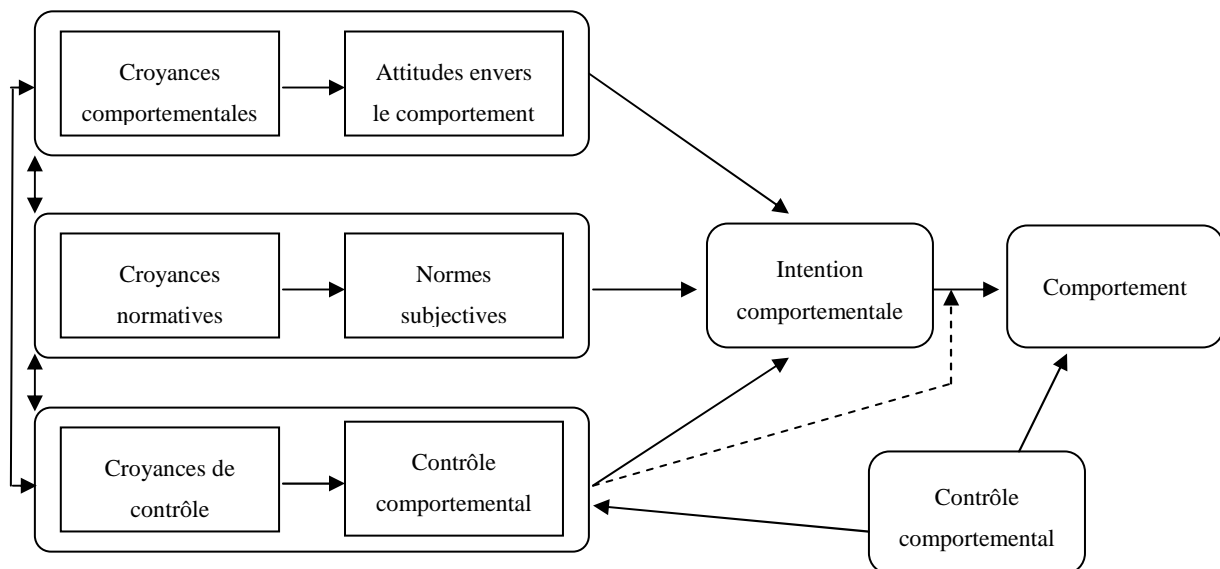 Croyances
comportementales
Attitudes envers
le comportement
Croyances
normatives
Normes
subjectives
Intention
comportementale
Comportement
Croyances de
contrôle
Contrôle
comportemental
Contrôle
comportemental